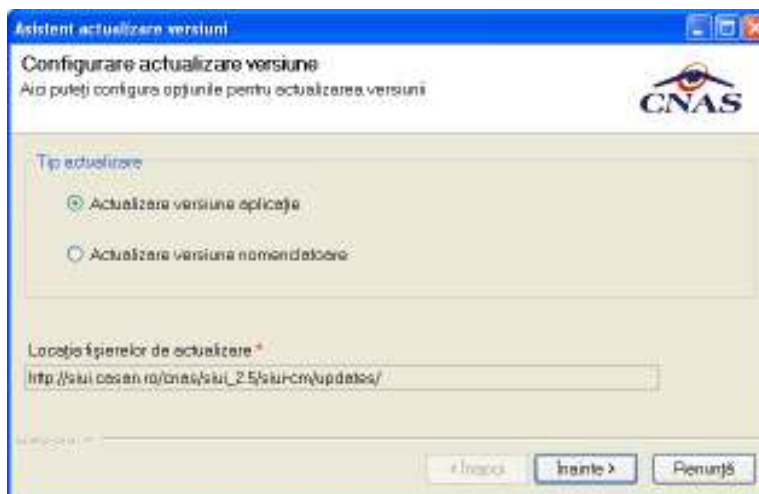 Asistent actualizare versiuni
Configurare actualizare versiune
Aici puteți configura opțiunile pentru actualizarea versiunii
CNAS
Tip actualizare
Actualizare versiune aplicație
Actualizare versiune nomenclatoare
Locația fișierelor de actualizare *
http://siui.casan.ro/cnas/siui_2.5/siui-cm/updates/
< Înapoi
Înainte >
Renunță